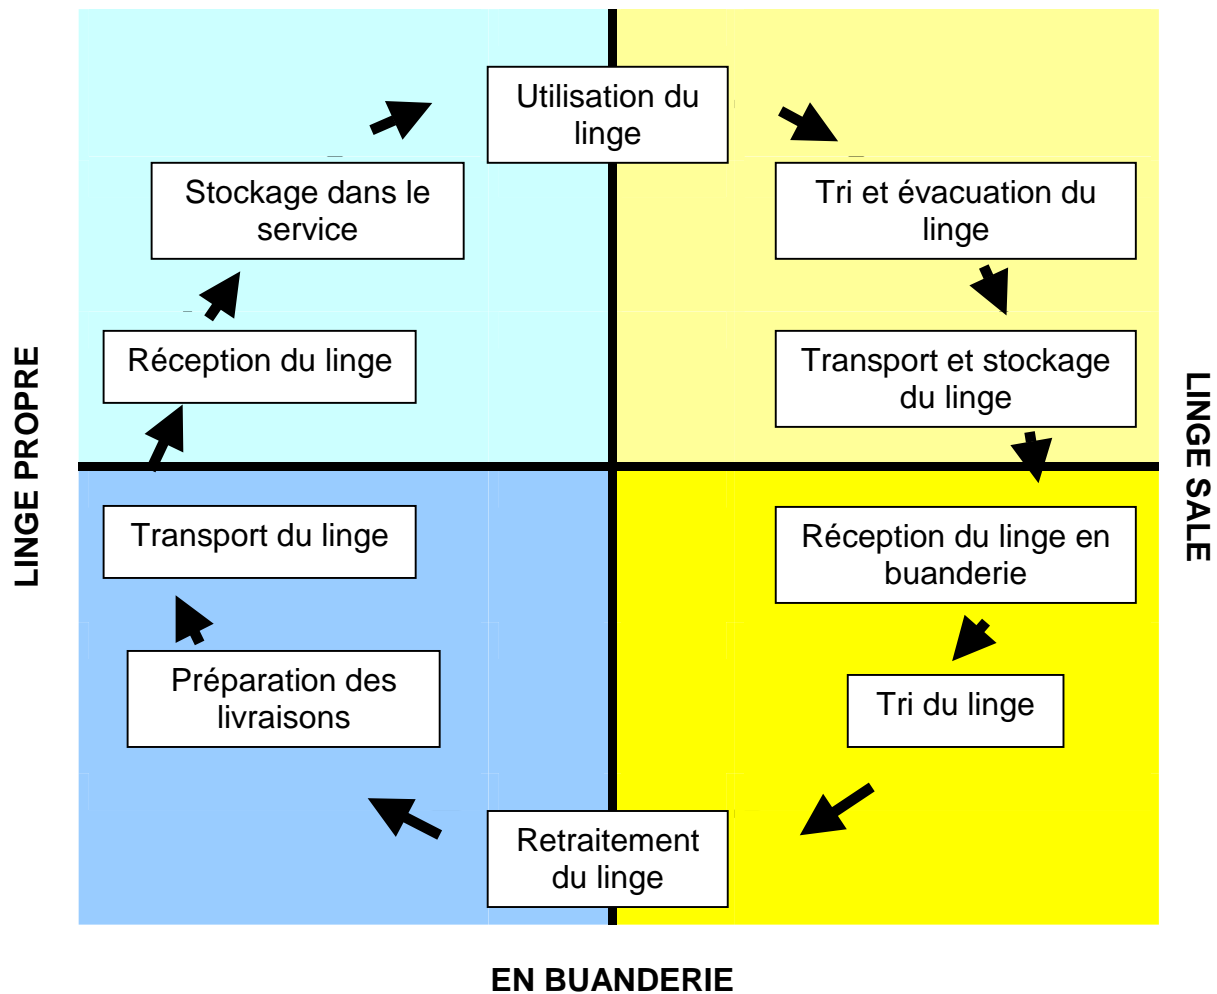 Utilisation du
linge
Stockage dans le
service
Tri et évacuation du
linge
Réception du linge
Transport et stockage
du linge
LINGE PROPRE
LINGE SALE
Transport du linge
Réception du linge en
buanderie
Préparation des
livraisons
Tri du linge
Retraitement
du linge
EN BUANDERIE